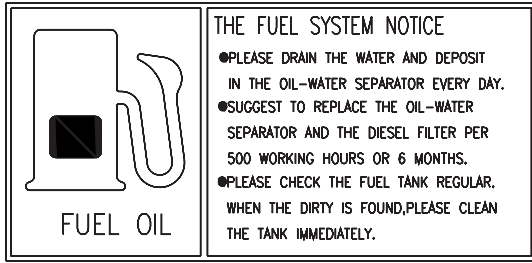 FUEL OIL
THE FUEL SYSTEM NOTICE
●PLEASE DRAIN THE WATER AND DEPOSIT
IN THE OIL-WATER SEPARATOR EVERY DAY.
●SUGGEST TO REPLACE THE OIL-WATER
SEPARATOR AND THE DIESEL FILTER PER
500 WORKING HOURS OR 6 MONTHS.
●PLEASE CHECK THE FUEL TANK REGULAR.
WHEN THE DIRTY IS FOUND,PLEASE CLEAN
THE TANK IMMEDIATELY.